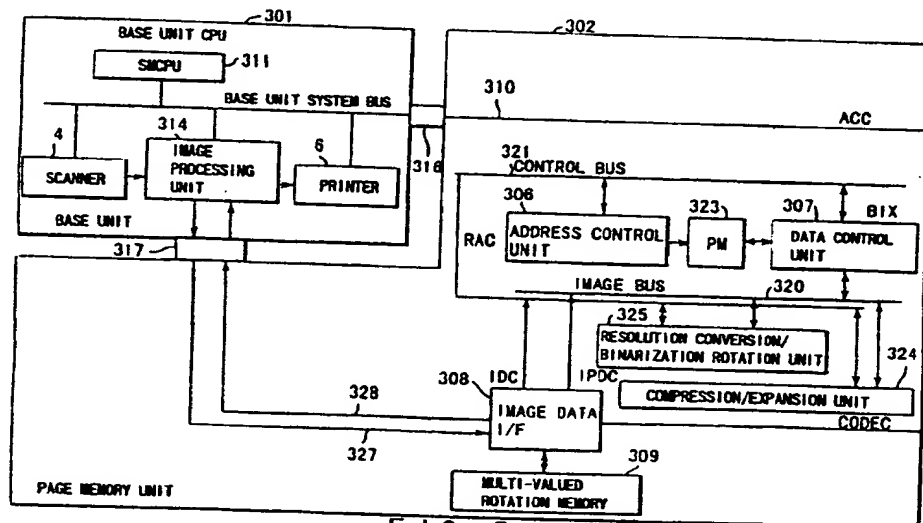 301
302
BASE UNIT CPU
SMCPU
311
BASE UNIT SYSTEM BUS
310
ACC
4
314
6
316
IMAGE
PROCESSING
UNIT
SCANNER
PRINTER
BASE UNIT
317
321
CONTROL BUS
306
323
307
BIX
RAC
ADDRESS CONTROL
UNIT
PM
DATA CONTROL
UNIT
IMAGE BUS
320
325
RESOLUTION CONVERSION/
BINARIZATION ROTATION UNIT
324
IDC
IPDC
308
COMPRESSION/EXPANSION UNIT
328
IMAGE DATA
I/F
CODEC
327
309
MULTI-VALUED
ROTATION MEMORY
PAGE MEMORY UNIT